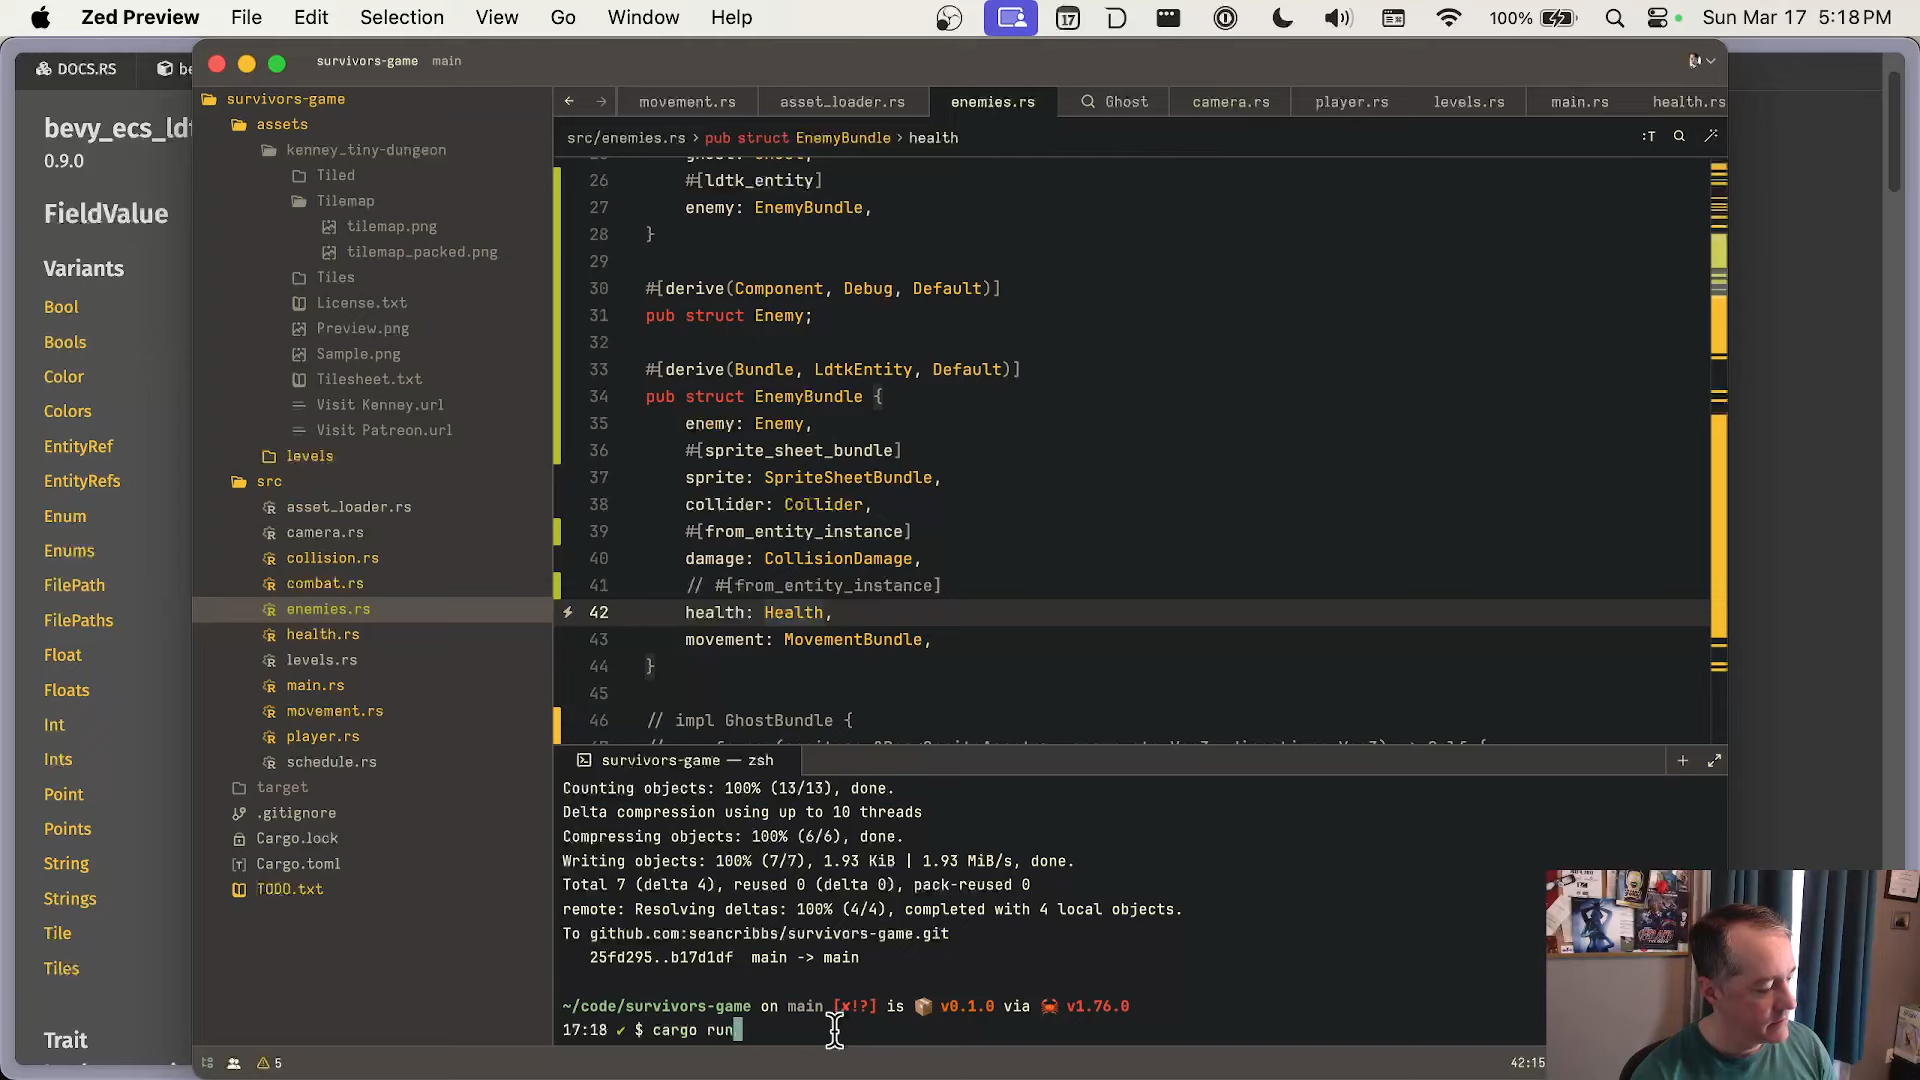 Zed Preview File Edit Selection View Go Window Help
17
100%
Sun Mar 17 5:18 PM
DOCS.RS
be
bevy_ecs_ldt
0.9.0
FieldValue
Variants
Bool
Bools
Color
Colors
EntityRef
EntityRefs
Enum
Enums
FilePath
FilePaths
Float
Floats
Int
Ints
Point
Points
String
Strings
Tile
Tiles
Trait
survivors-game main
survivors-game
assets
kenney_tiny-dungeon
Tiled
Tilemap
tilemap.png
tilemap_packed.png
Tiles
License.txt
Preview.png
Sample.png
Tilesheet.txt
Visit Kenney.url
Visit Patreon.url
levels
src
asset_loader.rs
camera.rs
collision.rs
combat.rs
enemies.rs
health.rs
levels.rs
main.rs
movement.rs
player.rs
schedule.rs
target
.gitignore
Cargo.lock
Cargo.toml
TODO.txt
5
movement.rs asset_loader.rs enemies.rs Ghost camera.rs player.rs levels.rs main.rs health.rs
src/enemies.rs › pub struct EnemyBundle › health
:T
26 #[ldtk_entity]
27 enemy: EnemyBundle,
28 }
29
30 #[derive(Component, Debug, Default)]
31 pub struct Enemy;
32
33 #[derive(Bundle, LdtkEntity, Default)]
34 pub struct EnemyBundle {
35 enemy: Enemy,
36 #[sprite_sheet_bundle]
37 sprite: SpriteSheetBundle,
38 collider: Collider,
39 #[from_entity_instance]
40 damage: CollisionDamage,
41 // #[from_entity_instance]
42 health: Health,
43 movement: MovementBundle,
44 }
45
46 // impl GhostBundle {
survivors-game — zsh
Counting objects: 100% (13/13), done.
Delta compression using up to 10 threads
Compressing objects: 100% (6/6), done.
Writing objects: 100% (7/7), 1.93 KiB | 1.93 MiB/s, done.
Total 7 (delta 4), reused 0 (delta 0), pack-reused 0
remote: Resolving deltas: 100% (4/4), completed with 4 local objects.
To github.com:seancribbs/survivors-game.git
25fd295..b17d1df main -> main
~/code/survivors-game on main [✘!?] is 📦 v0.1.0 via 🦀 v1.76.0
17:18 ✔ $ cargo run
42:15